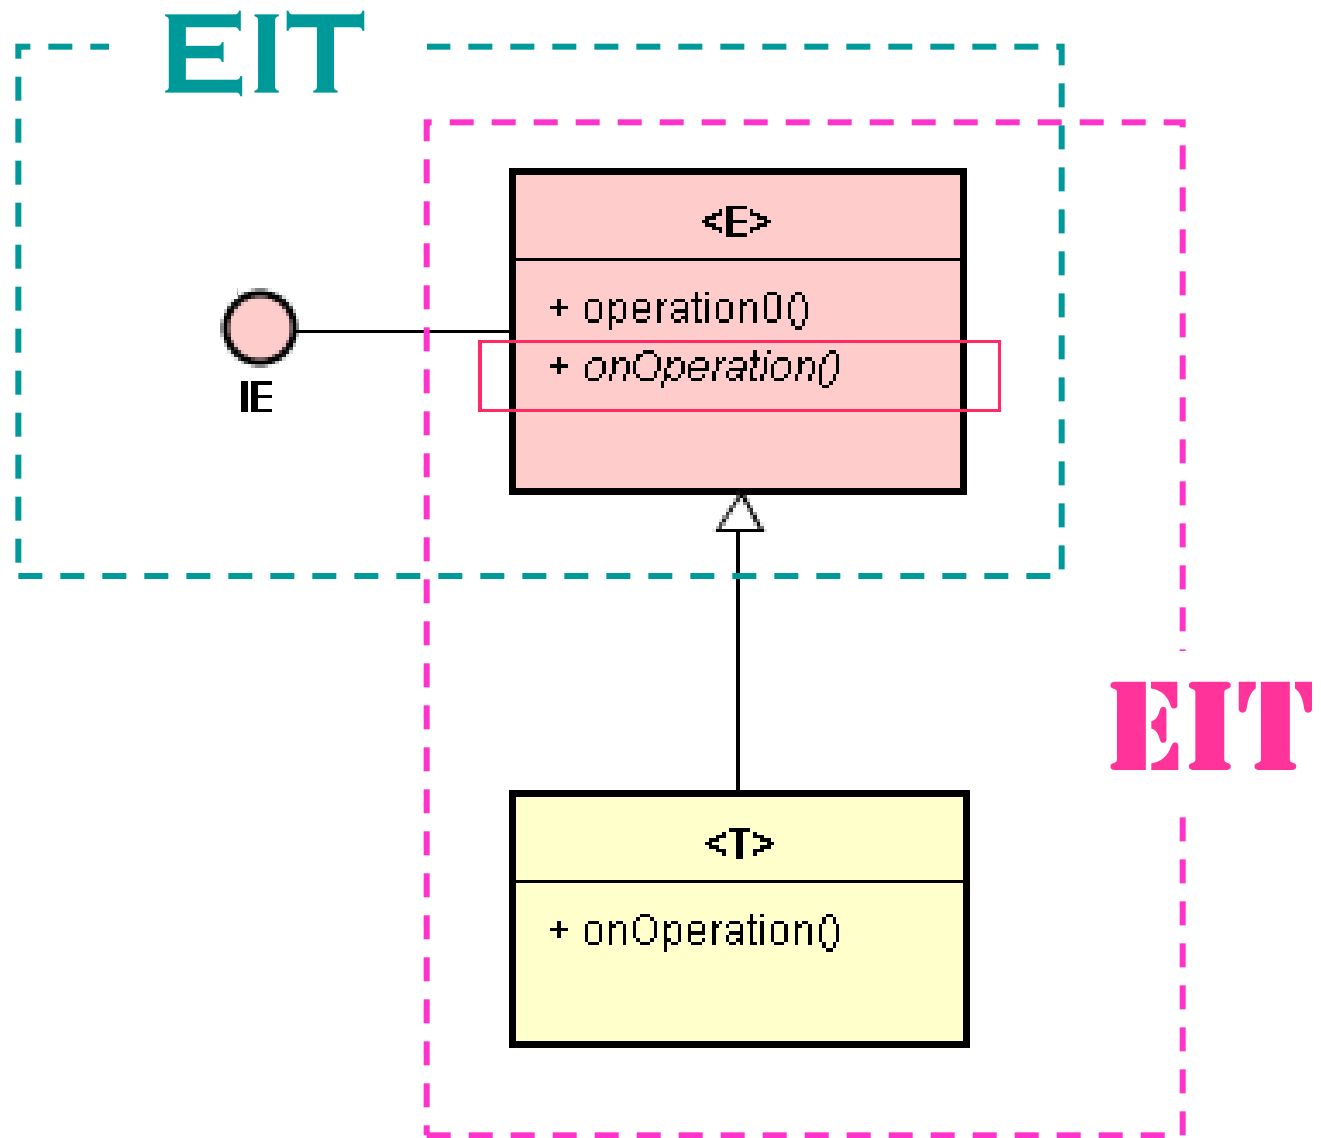 EIT
<E>
+ operation0()
+ onOperation()
IE
EIT
<T>
+ onOperation()